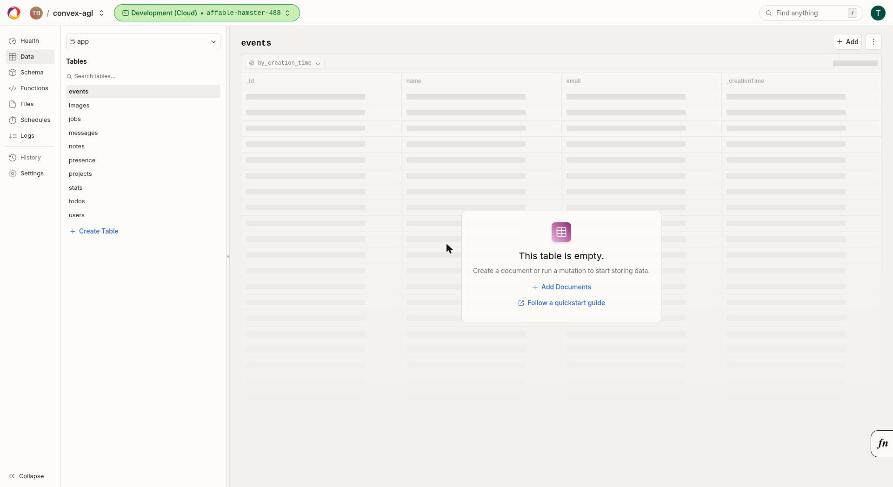 TB / convex-agl
Development (Cloud) • affable-hamster-488
Find anything /
T
Health
Data
Schema
Functions
Files
Schedules
Logs
History
Settings
Collapse
app
Tables
Search tables...
events
images
jobs
messages
notes
presence
projects
stats
todos
users
+ Create Table
events
+ Add
by_creation_time
_id name email _creationTime
This table is empty.
Create a document or run a mutation to start storing data.
+ Add Documents
Follow a quickstart guide
fn